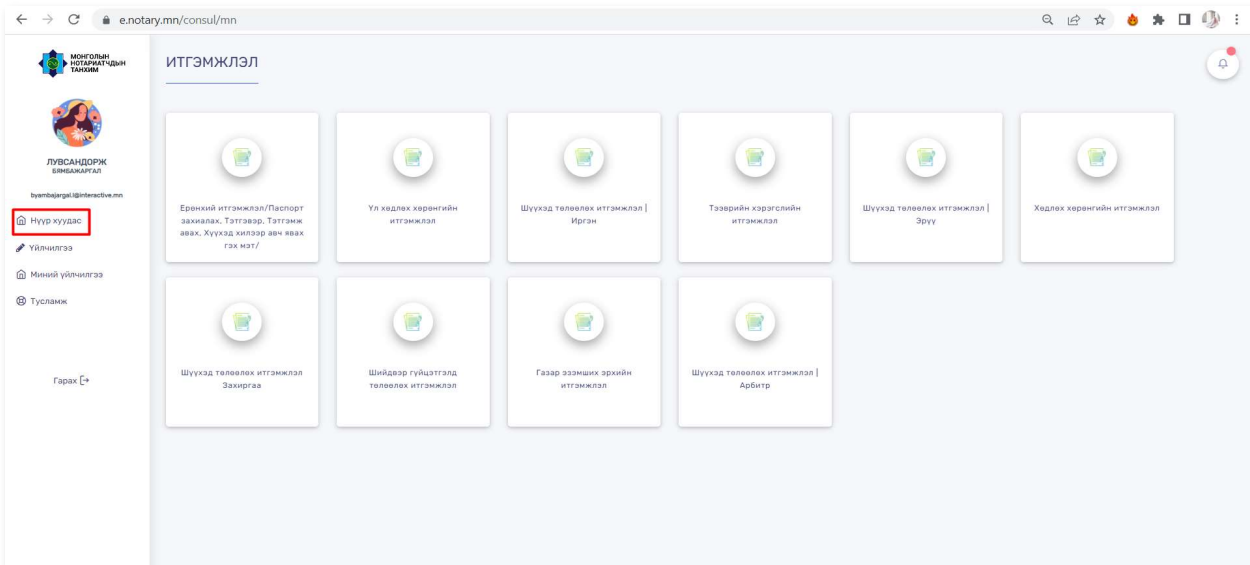 e.notary.mn/consul/mn
МОНГОЛЫН
НОТАРИАТЧДЫН
ТАНХИМ
ЛУВСАНДОРЖ
БЯМБАЖАРГАЛ
byambajargal.l@interactive.mn
Нүүр хуудас
Үйлчилгээ
Миний үйлчилгээ
Тусламж
Гарах
ИТГЭМЖЛЭЛ
Ерөнхий итгэмжлэл/Паспорт
захиалах, Тэтгэвэр, Тэтгэмж
авах, Хүүхэд хилээр авч явах
гэх мэт/
Үл хөдлөх хөрөнгийн
итгэмжлэл
Шүүхэд төлөөлөх итгэмжлэл |
Иргэн
Тээврийн хэрэгслийн
итгэмжлэл
Шүүхэд төлөөлөх итгэмжлэл |
Эрүү
Хөдлөх хөрөнгийн итгэмжлэл
Шүүхэд төлөөлөх итгэмжлэл
Захиргаа
Шийдвэр гүйцэтгэлд
төлөөлөх итгэмжлэл
Газар эзэмших эрхийн
итгэмжлэл
Шүүхэд төлөөлөх итгэмжлэл |
Арбитр